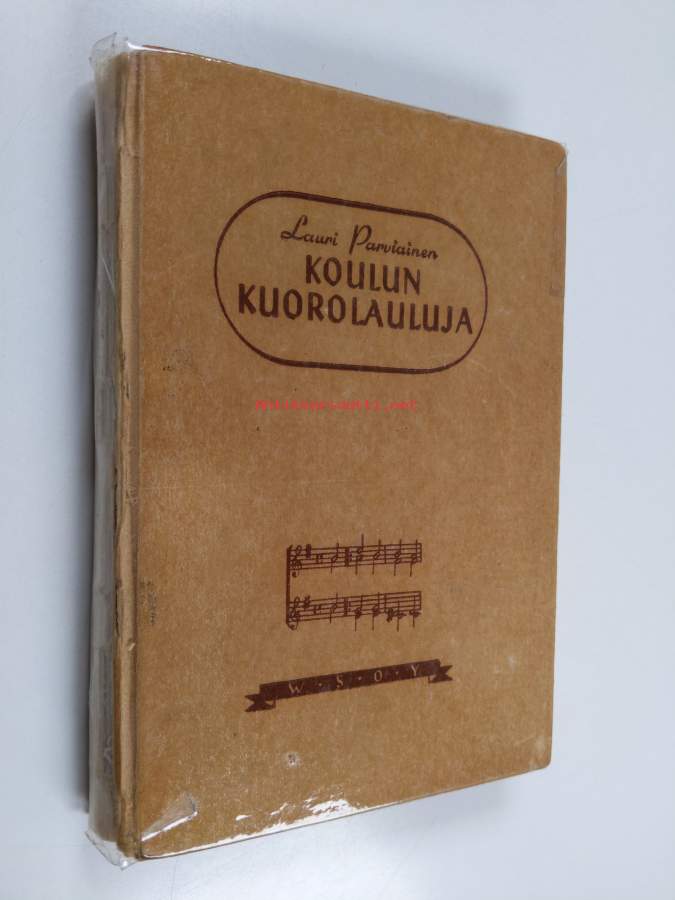 Lauri Parviainen
KOULUN
KUOROLAULUJA
W · S · O · Y